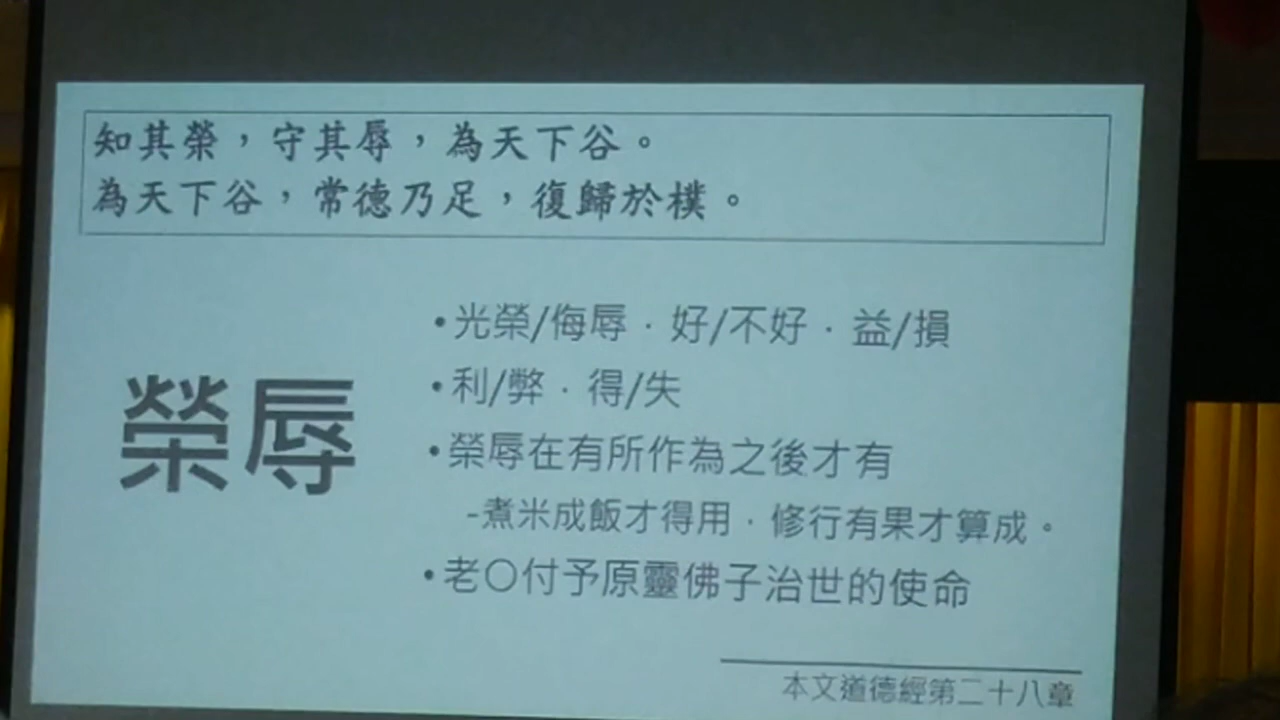 知其榮，守其辱，為天下谷。
為天下谷，常德乃足，復歸於樸。
榮辱
•光榮/侮辱．好/不好．益/損
•利/弊．得/失
•榮辱在有所作為之後才有
-煮米成飯才得用．修行有果才算成。
•老〇付予原靈佛子治世的使命
本文道德經第二十八章